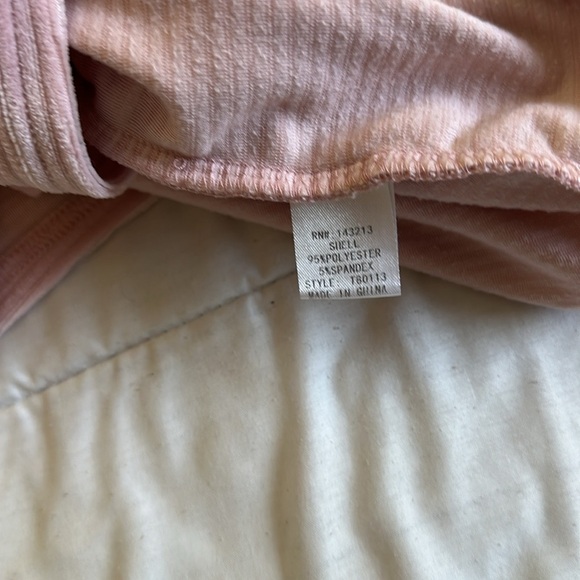 RN#: 143213
SHELL
95%POLYESTER
5%SPANDEX
STYLE: T80113
MADE IN CHINA